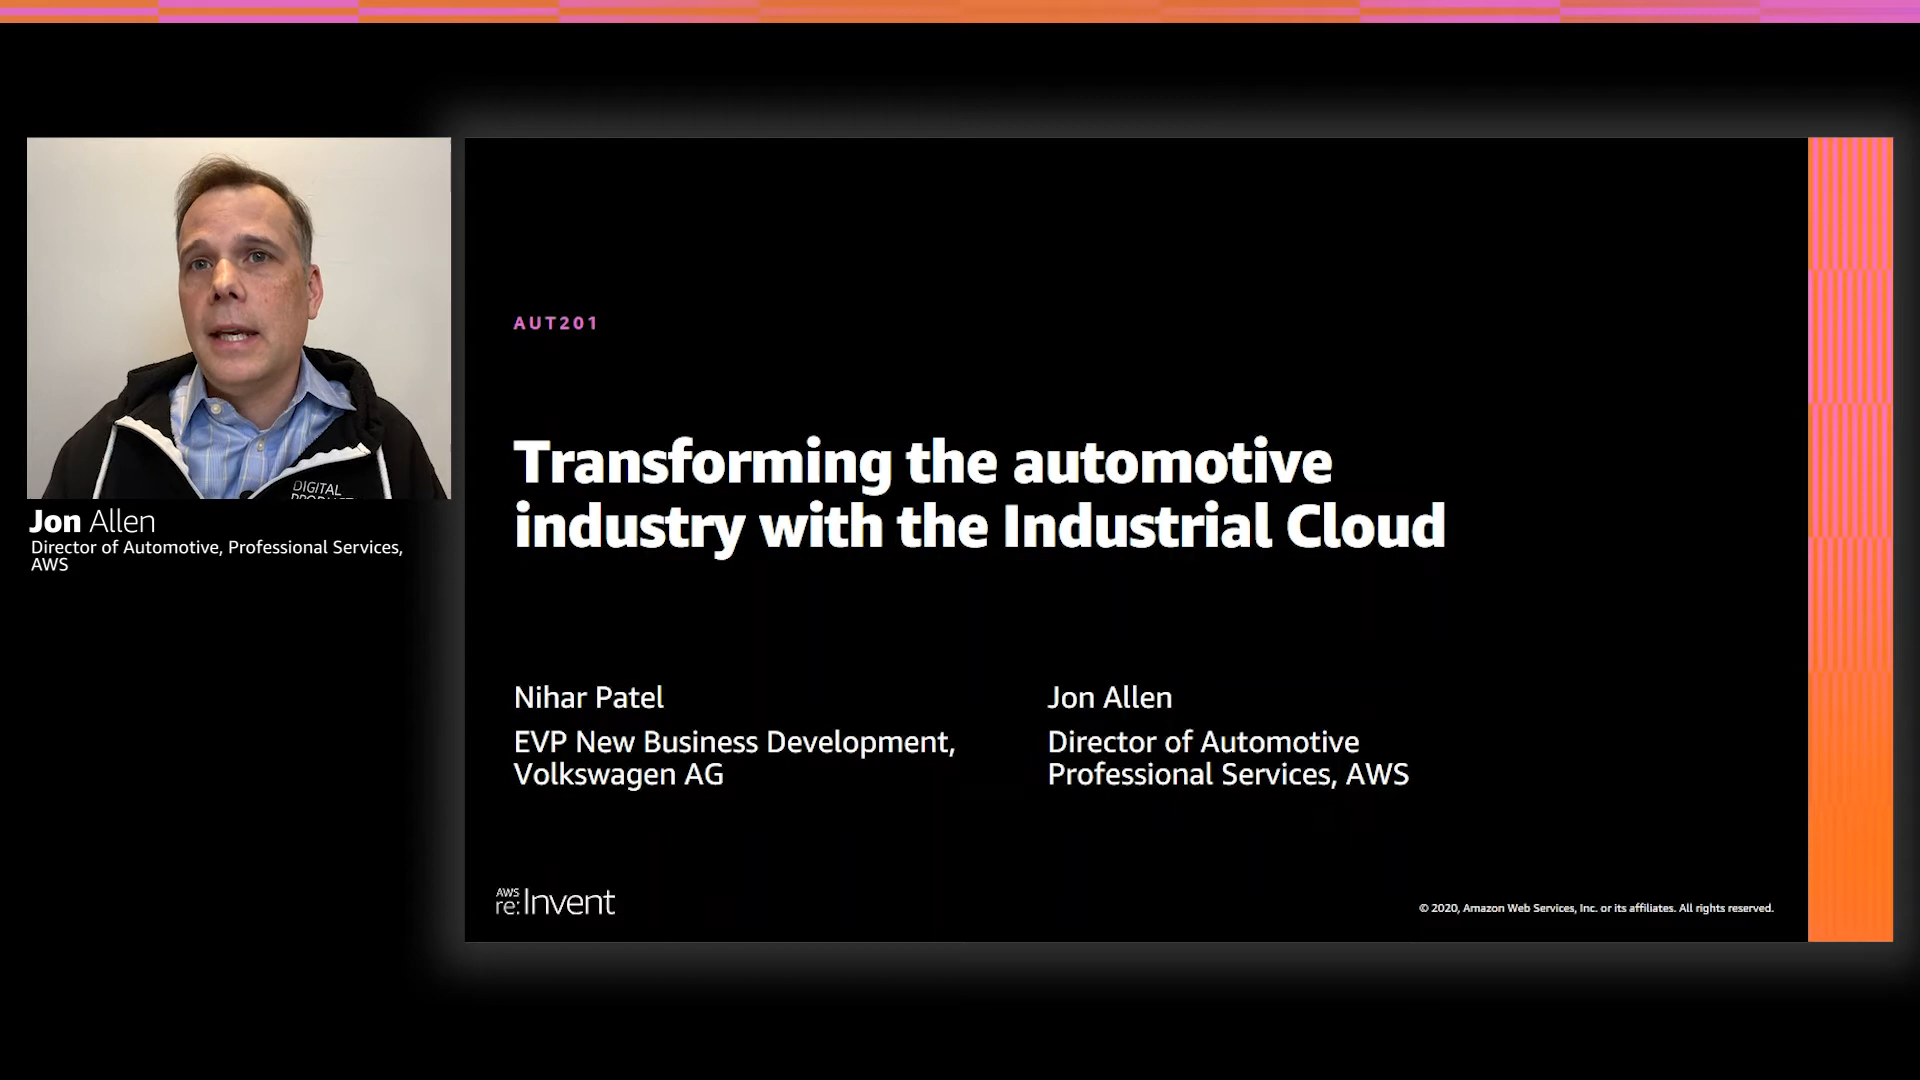 DIGITAL
Jon Allen
Director of Automotive, Professional Services,
AWS
AUT201
Transforming the automotive
industry with the Industrial Cloud
Nihar Patel
EVP New Business Development,
Volkswagen AG
Jon Allen
Director of Automotive
Professional Services, AWS
AWS
re:Invent
© 2020, Amazon Web Services, Inc. or its affiliates. All rights reserved.